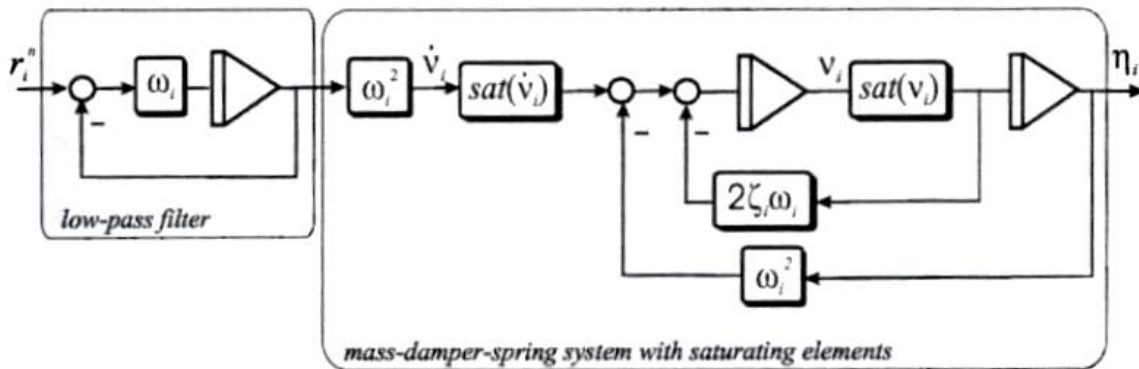 r_i^n
−
ω_i
low-pass filter
ω_i^2
ν̇_i
sat(ν̇_i)
−
−
ν_i
sat(ν_i)
η_i
2ζ_iω_i
ω_i^2
mass-damper-spring system with saturating elements